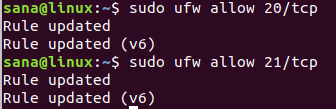 sana@linux:~$ sudo ufw allow 20/tcp
Rule updated
Rule updated (v6)
sana@linux:~$ sudo ufw allow 21/tcp
Rule updated
Rule updated (v6)